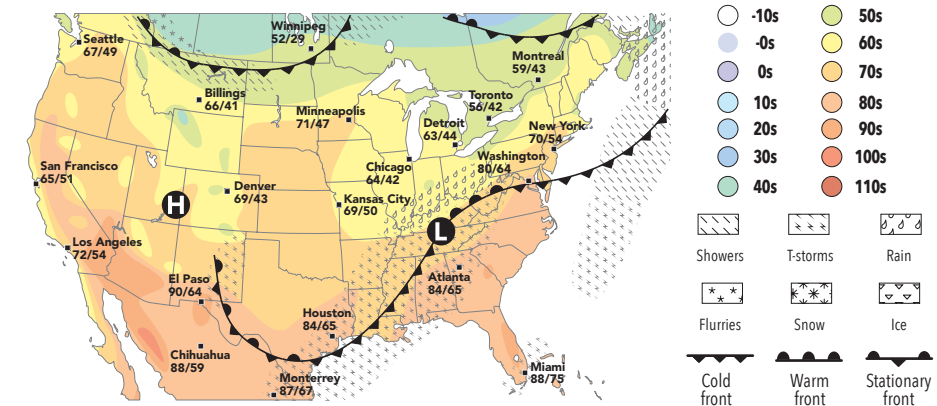 Winnipeg
52/29
Seattle
67/49
Montreal
59/43
Billings
66/41
Toronto
56/42
Minneapolis
71/47
Detroit
63/44
New York
70/54
Washington
80/64
San Francisco
65/51
Chicago
64/42
Denver
69/43
Kansas City
69/50
H
L
Los Angeles
72/54
El Paso
90/64
Atlanta
84/65
Houston
84/65
Chihuahua
88/59
Monterrey
87/67
Miami
88/75
-10s
50s
-0s
60s
0s
70s
10s
80s
20s
90s
30s
100s
40s
110s
Showers
T-storms
Rain
Flurries
Snow
Ice
Cold
front
Warm
front
Stationary
front